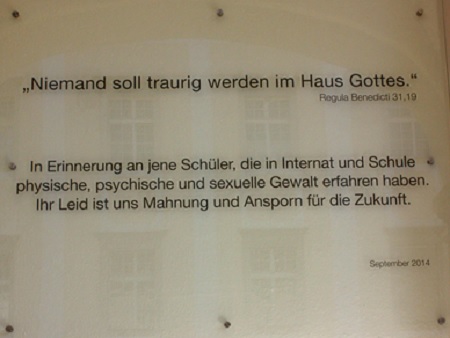 „Niemand soll traurig werden im Haus Gottes.“
Regula Benedicti 31,19
In Erinnerung an jene Schüler, die in Internat und Schule
physische, psychische und sexuelle Gewalt erfahren haben.
Ihr Leid ist uns Mahnung und Ansporn für die Zukunft.
September 2014